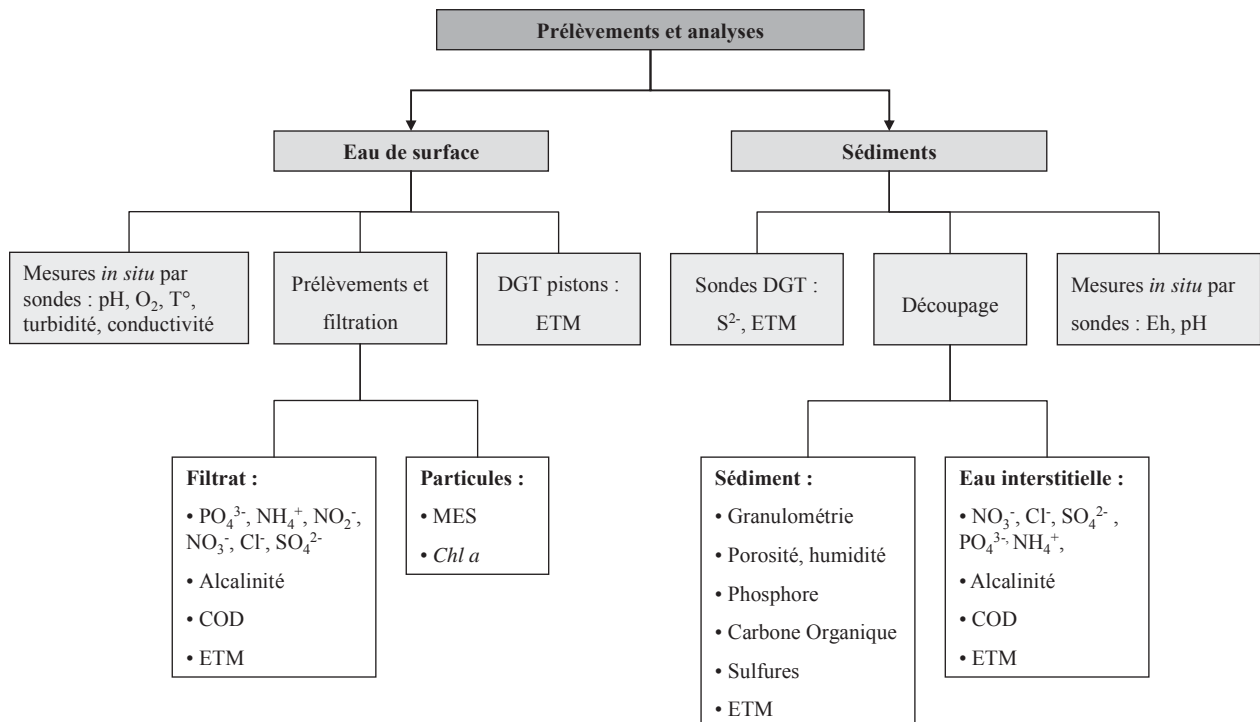 Prélèvements et analyses
Eau de surface
Sédiments
Mesures in situ par
sondes : pH, O₂, T°,
turbidité, conductivité
Prélèvements et
filtration
DGT pistons :
ETM
Sondes DGT :
S²⁻, ETM
Découpage
Mesures in situ par
sondes : Eh, pH
Filtrat :
• PO₄³⁻, NH₄⁺, NO₂⁻,
NO₃⁻, Cl⁻, SO₄²⁻
• Alcalinité
• COD
• ETM
Particules :
• MES
• Chl a
Sédiment :
• Granulométrie
• Porosité, humidité
• Phosphore
• Carbone Organique
• Sulfures
• ETM
Eau interstitielle :
• NO₃⁻, Cl⁻, SO₄²⁻ ,
PO₄³⁻, NH₄⁺,
• Alcalinité
• COD
• ETM